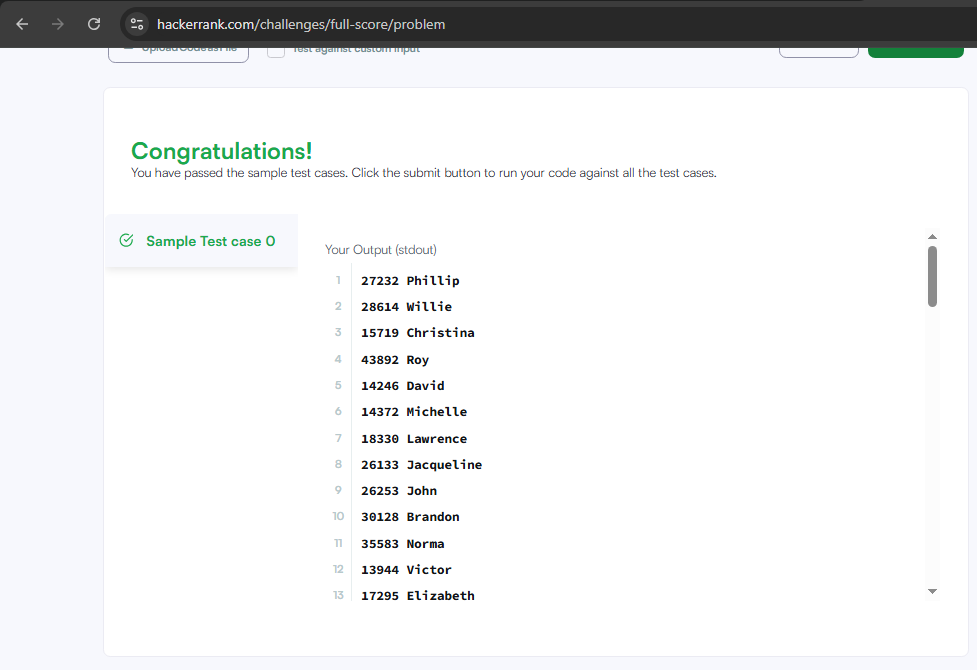 hackerrank.com/challenges/full-score/problem
Upload Code as File
Test against custom input
Congratulations!
You have passed the sample test cases. Click the submit button to run your code against all the test cases.
Sample Test case 0
Your Output (stdout)
1 27232 Phillip
2 28614 Willie
3 15719 Christina
4 43892 Roy
5 14246 David
6 14372 Michelle
7 18330 Lawrence
8 26133 Jacqueline
9 26253 John
10 30128 Brandon
11 35583 Norma
12 13944 Victor
13 17295 Elizabeth